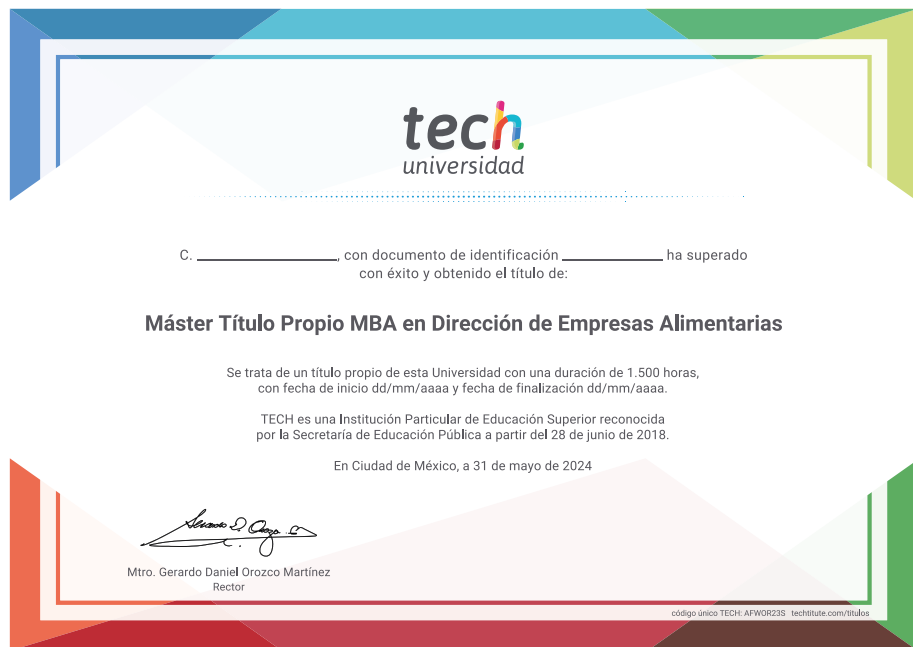 tech
universidad
C. ____________, con documento de identificación ____________ ha superado
con éxito y obtenido el título de:
Máster Título Propio MBA en Dirección de Empresas Alimentarias
Se trata de un título propio de esta Universidad con una duración de 1.500 horas,
con fecha de inicio dd/mm/aaaa y fecha de finalización dd/mm/aaaa.
TECH es una Institución Particular de Educación Superior reconocida
por la Secretaría de Educación Pública a partir del 28 de junio de 2018.
En Ciudad de México, a 31 de mayo de 2024
Mtro. Gerardo Daniel Orozco Martínez
Rector
código único TECH: AFWOR23S techtitute.com/titulos